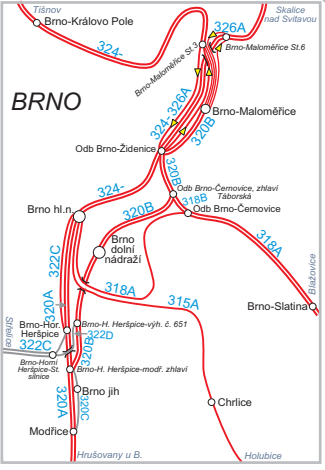 Tišnov
Skalice
nad Svitavou
Brno-Královo Pole
326A
Brno-Maloměřice St.6
324-
Brno-Maloměřice St.3
BRNO
324- 326A
320B
Brno-Maloměřice
Odb Brno-Židenice
320B
324-
Odb Brno-Černovice, zhlaví
Táborská
318B
Brno hl.n.
320B
Odb Brno-Černovice
Brno
dolní
nádraží
318A
Blažovice
322C
318A
315A
Brno-Slatina
320A
Střelice
Brno-Hor.
Heršpice
Brno-H. Heršpice-výh. č. 651
322D
322C
320B
Brno-Horní
Heršpice-St.
silnice
Brno-H. Heršpice-modř. zhlaví
320A
Brno jih
320C
Chrlice
Modřice
Hrušovany u B.
Holubice